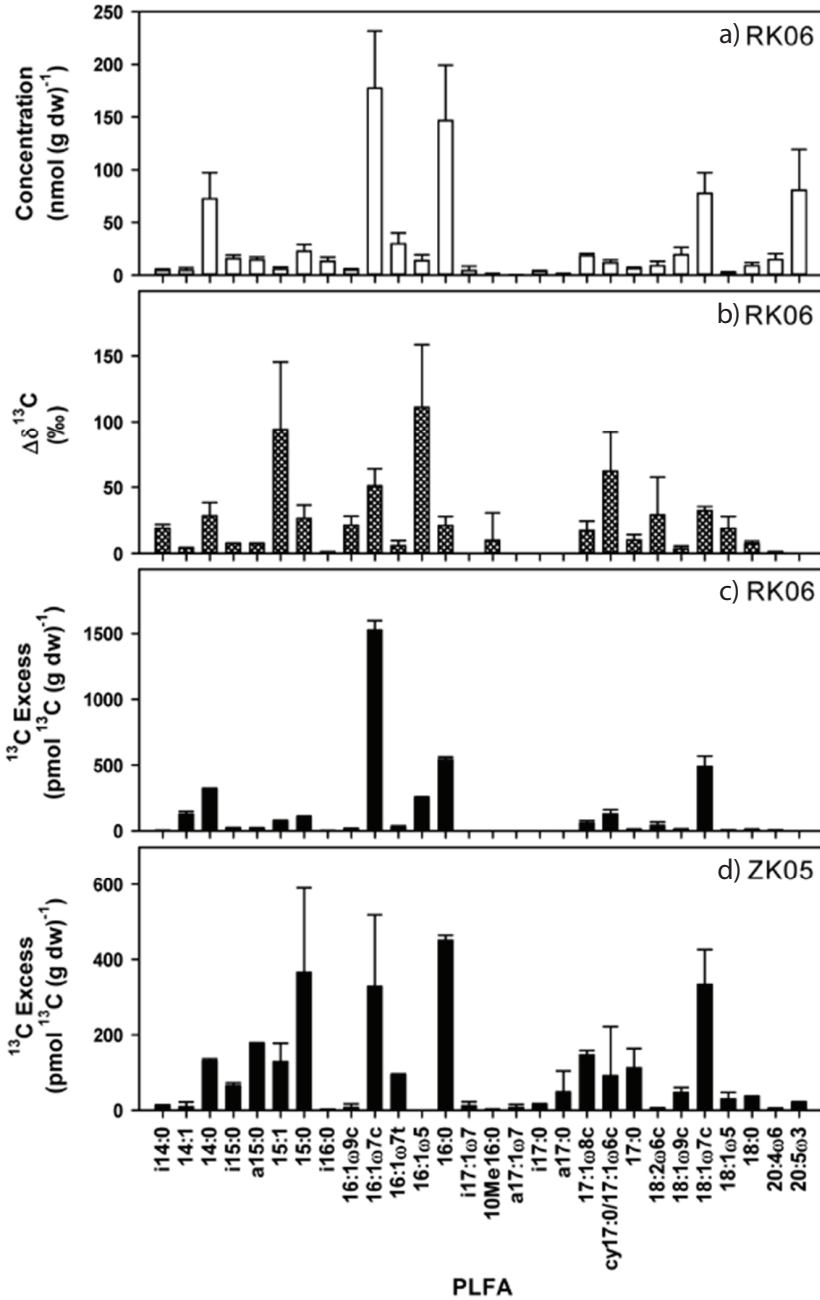 a) RK06
Concentration
(nmol (g dw)⁻¹
250
200
150
100
50
0
b) RK06
Δδ ¹³C
(‰)
150
100
50
0
c) RK06
¹³C Excess
(pmol ¹³C (g dw)⁻¹
1500
1000
500
0
d) ZK05
¹³C Excess
(pmol ¹³C (g dw)⁻¹
600
400
200
0
i14:0
14:1
14:0
i15:0
a15:0
15:1
15:0
i16:0
16:1ω9c
16:1ω7c
16:1ω7t
16:1ω5
16:0
i17:1ω7
10Me16:0
a17:1ω7
i17:0
a17:0
17:1ω8c
cy17:0/17:1ω6c
17:0
18:2ω6c
18:1ω9c
18:1ω7c
18:1ω5
18:0
20:4ω6
20:5ω3
PLFA